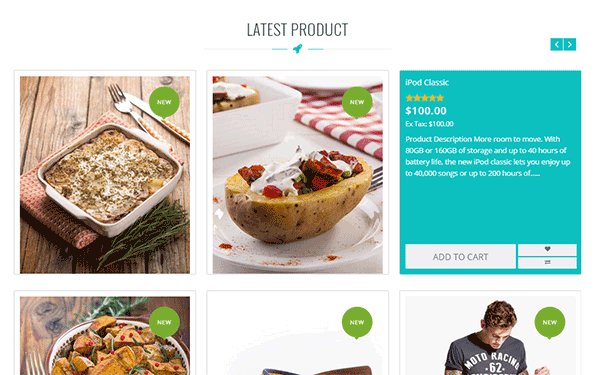 LATEST PRODUCT
NEW
NEW
iPod Classic
$100.00
Ex Tax: $100.00
Product Description More room to move. With
80GB or 160GB of storage and up to 40 hours of
battery life, the new iPod classic lets you enjoy up
to 40,000 songs or up to 200 hours of.....
ADD TO CART
NEW
NEW
NEW
MOTO RACING
62